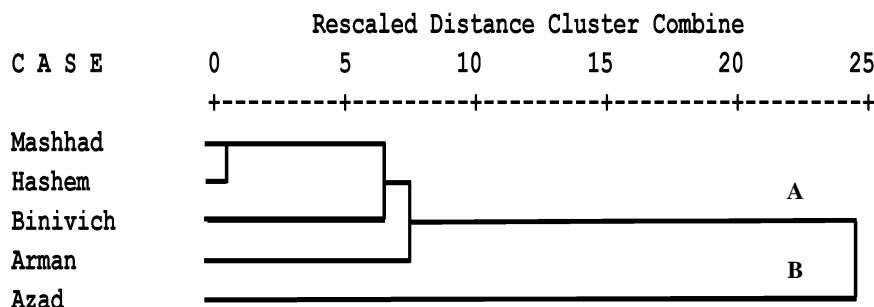 Rescaled Distance Cluster Combine
C A S E 0 5 10 15 20 25
+---------+---------+---------+---------+---------+
Mashhad
Hashem
A
Binivich
Arman
B
Azad